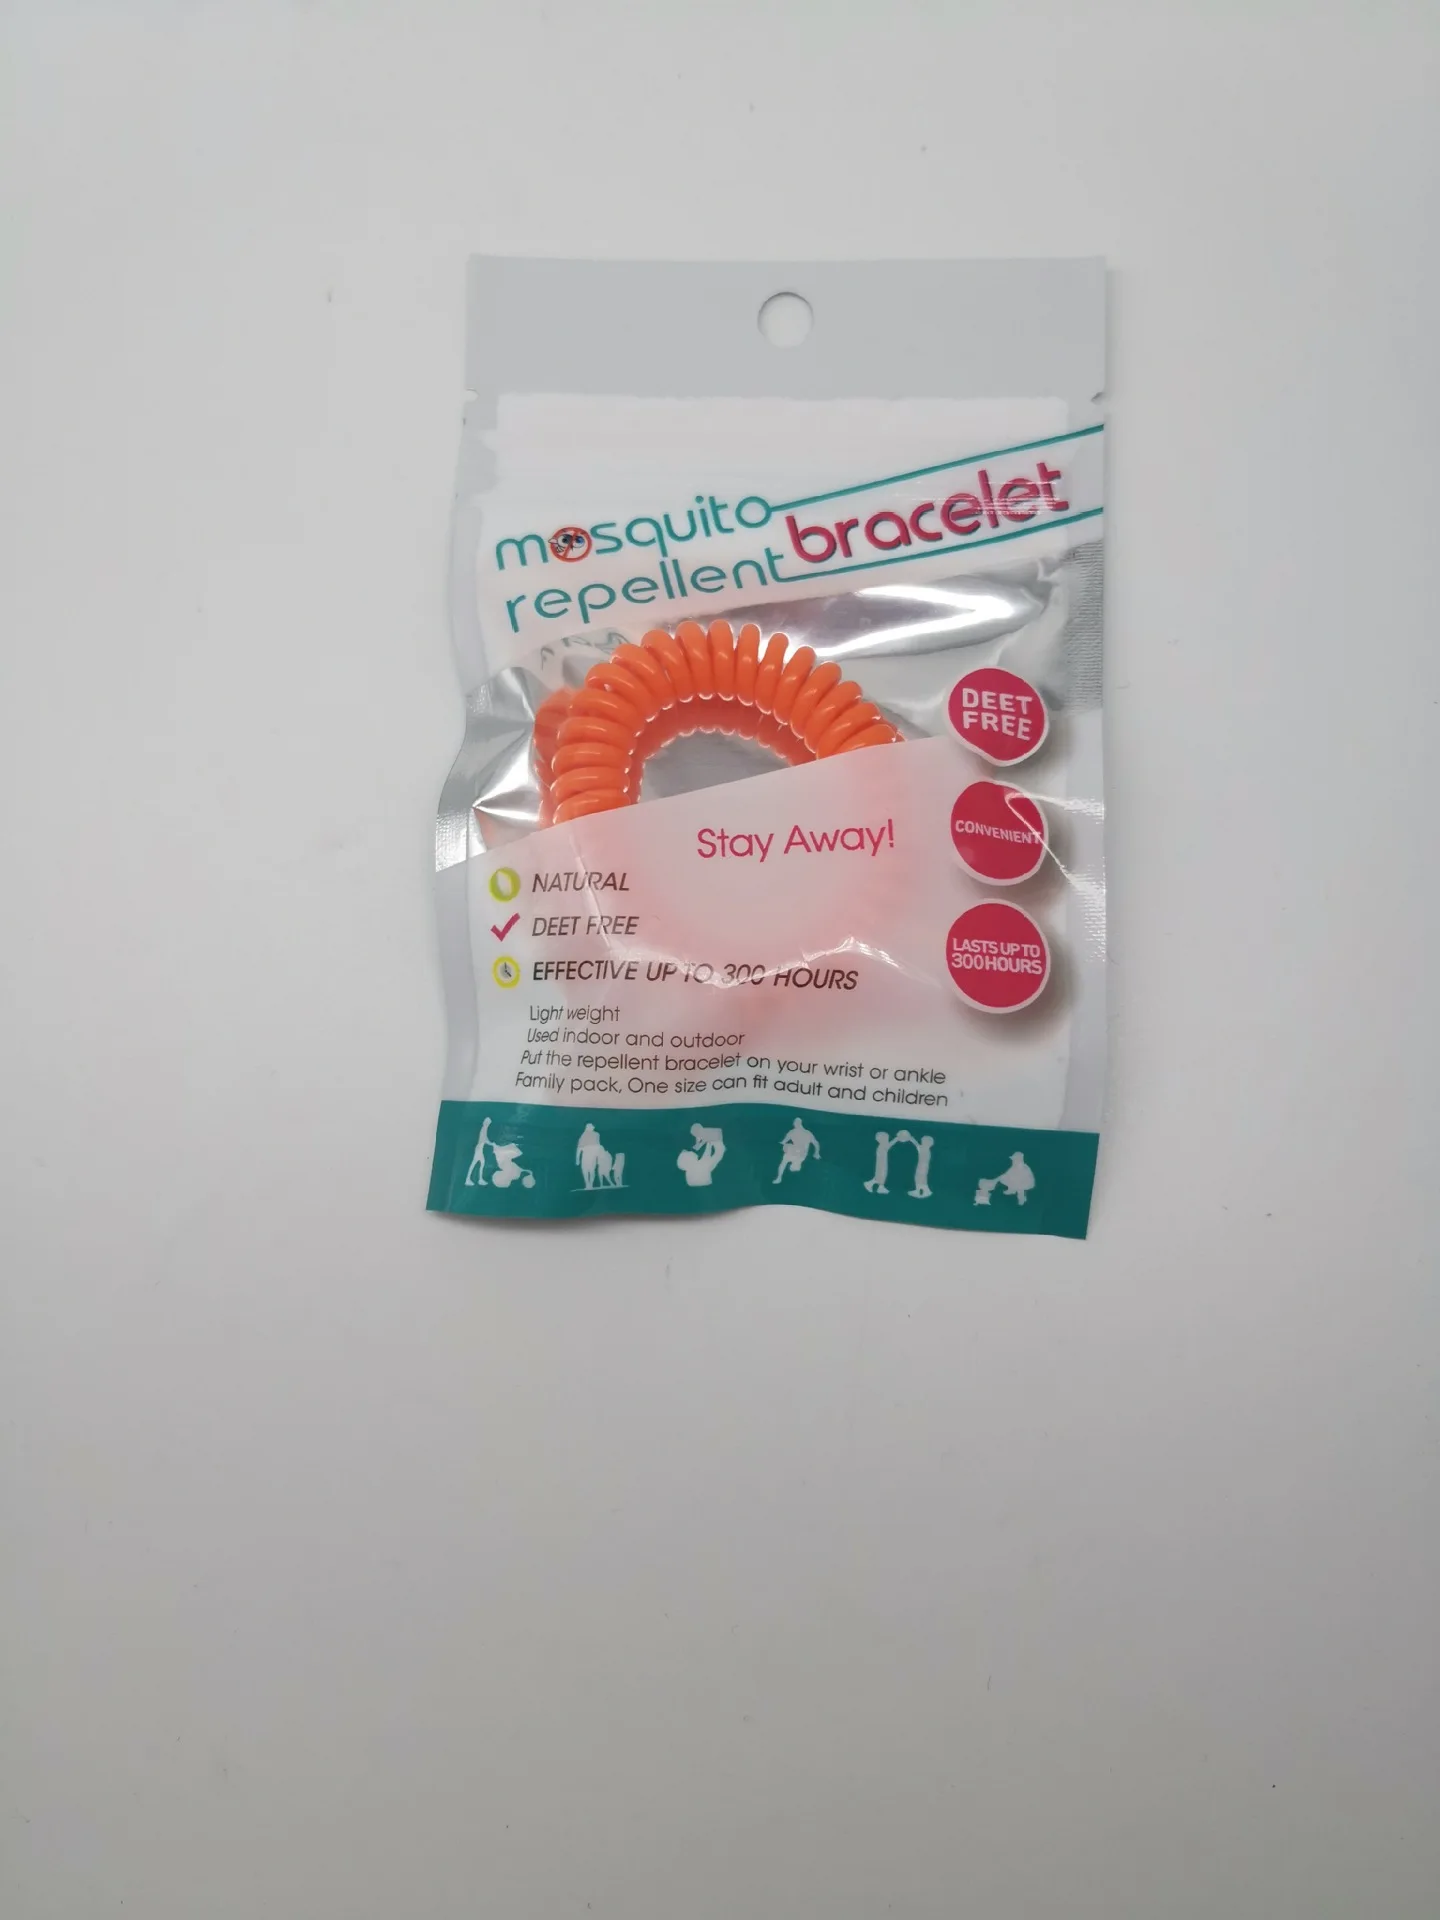 mosquito
repellent bracelet
DEET
FREE
CONVENIENT
LASTS UP TO
300HOURS
Stay Away!
NATURAL
DEET FREE
EFFECTIVE UP TO 300 HOURS
Light weight
Used indoor and outdoor
Put the repellent bracelet on your wrist or ankle
Family pack, One size can fit adult and children